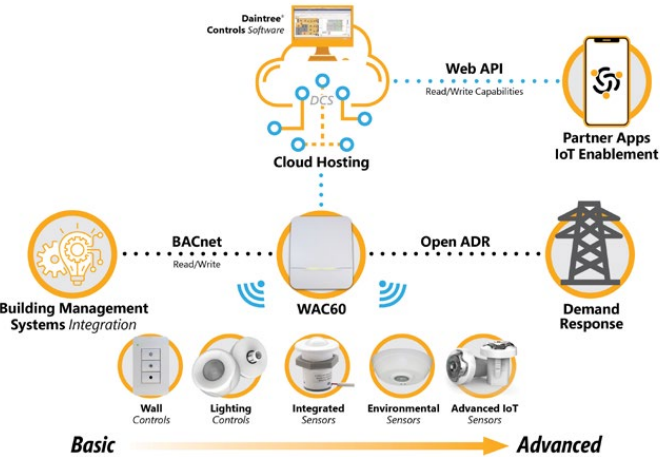 Daintree®
Controls Software
DCS
Web API
Read/Write Capabilities
Cloud Hosting
Partner Apps
IoT Enablement
BACnet
Read/Write
Open ADR
WAC60
Building Management
Systems Integration
Demand
Response
Wall
Controls
Lighting
Controls
Integrated
Sensors
Environmental
Sensors
Advanced IoT
Sensors
Basic
Advanced